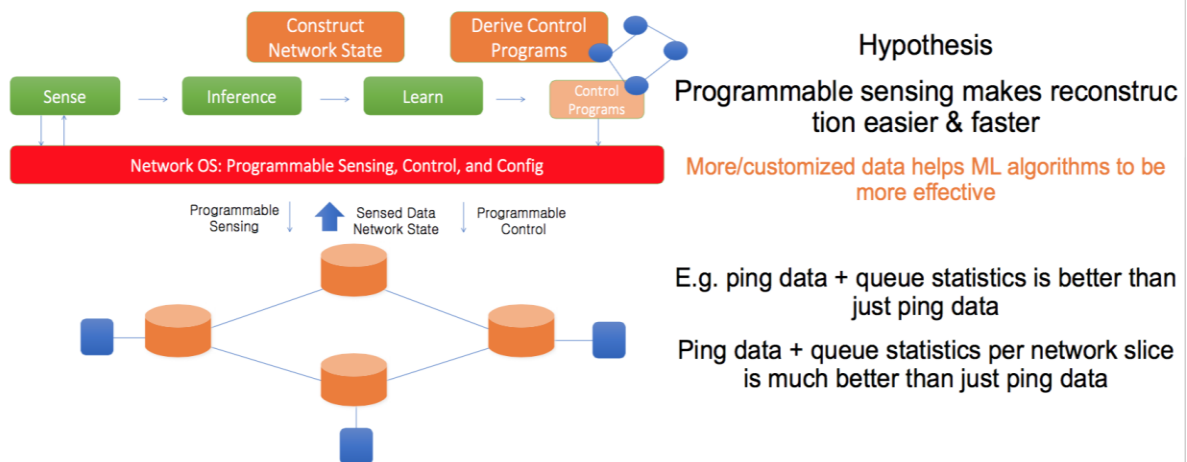 Construct
Network State
Derive Control
Programs
Sense
Inference
Learn
Control
Programs
Network OS: Programmable Sensing, Control, and Config
Programmable
Sensing
Sensed Data
Network State
Programmable
Control
Hypothesis
Programmable sensing makes reconstruc
tion easier & faster
More/customized data helps ML algorithms to be
more effective
E.g. ping data + queue statistics is better than
just ping data
Ping data + queue statistics per network slice
is much better than just ping data